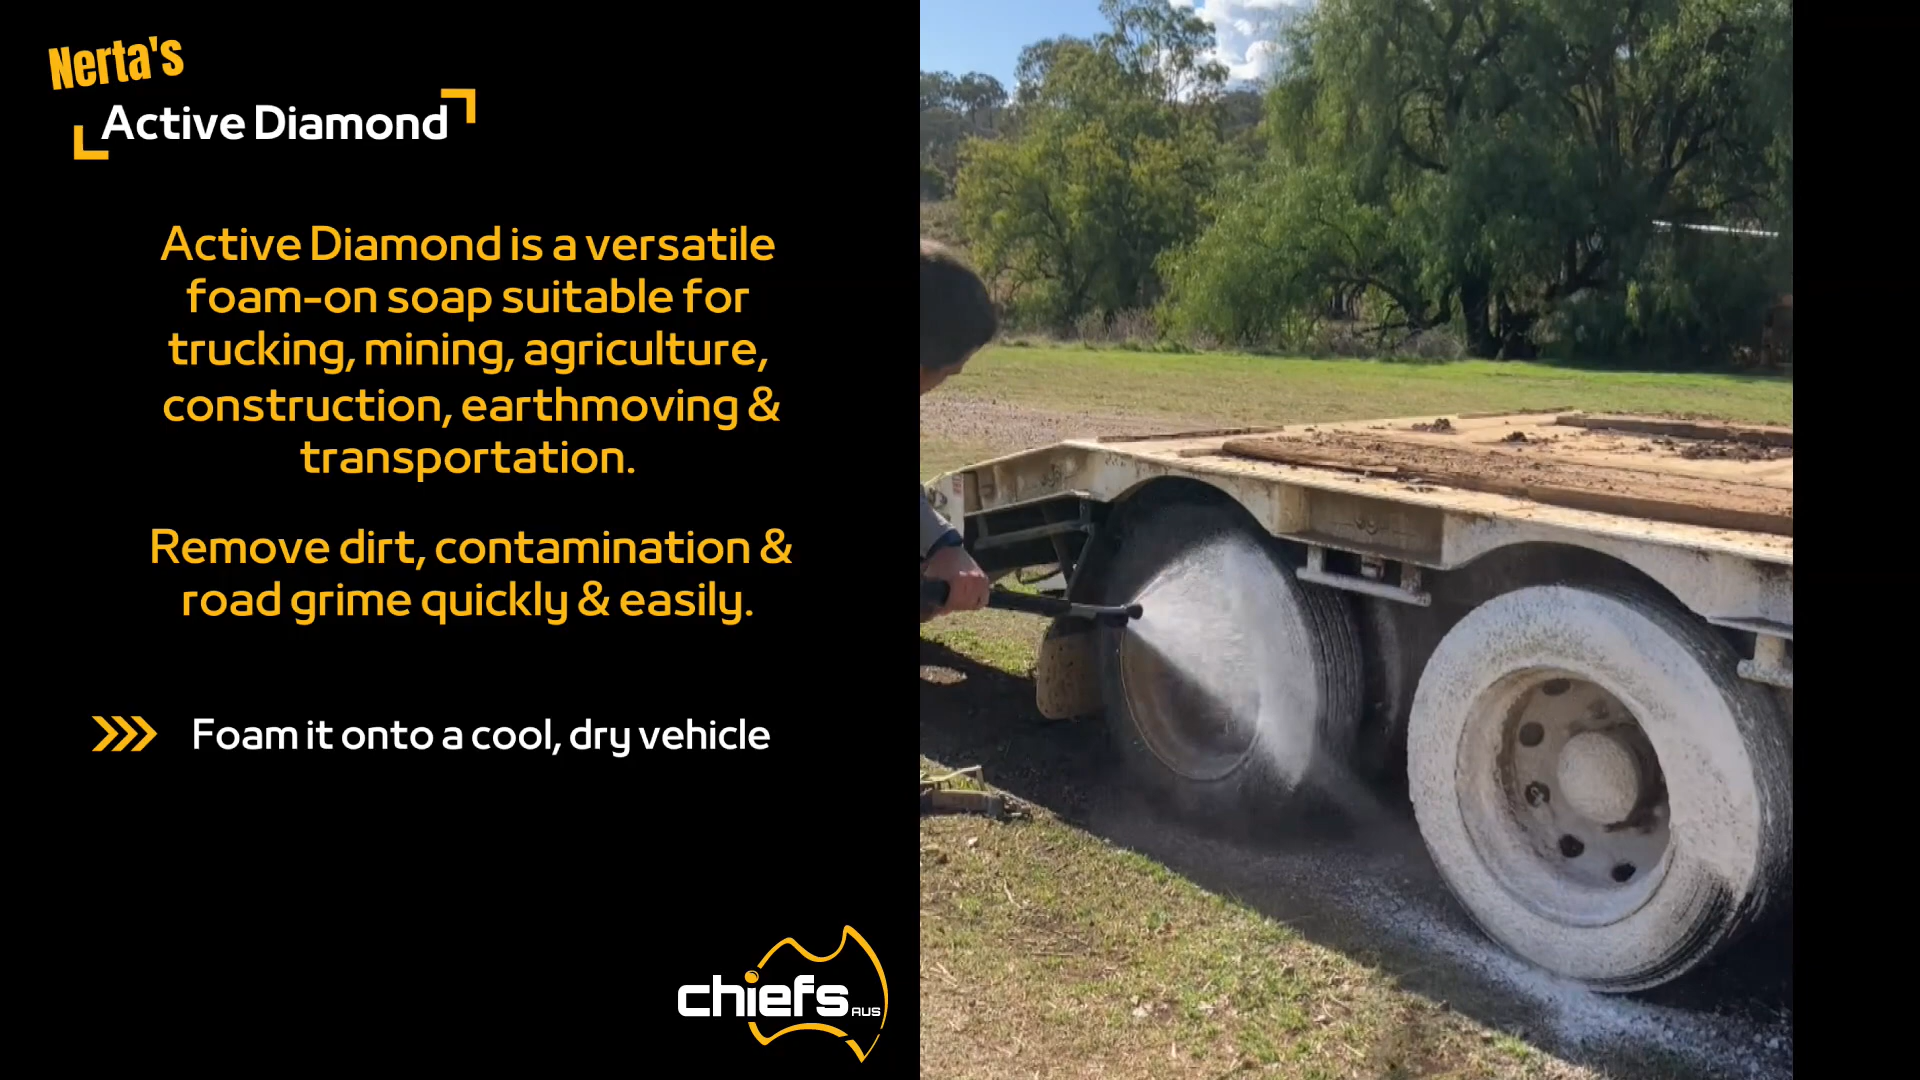 Nerta's
Active Diamond
Active Diamond is a versatile
foam-on soap suitable for
trucking, mining, agriculture,
construction, earthmoving &
transportation.
Remove dirt, contamination &
road grime quickly & easily.
Foam it onto a cool, dry vehicle
chiefs AUS